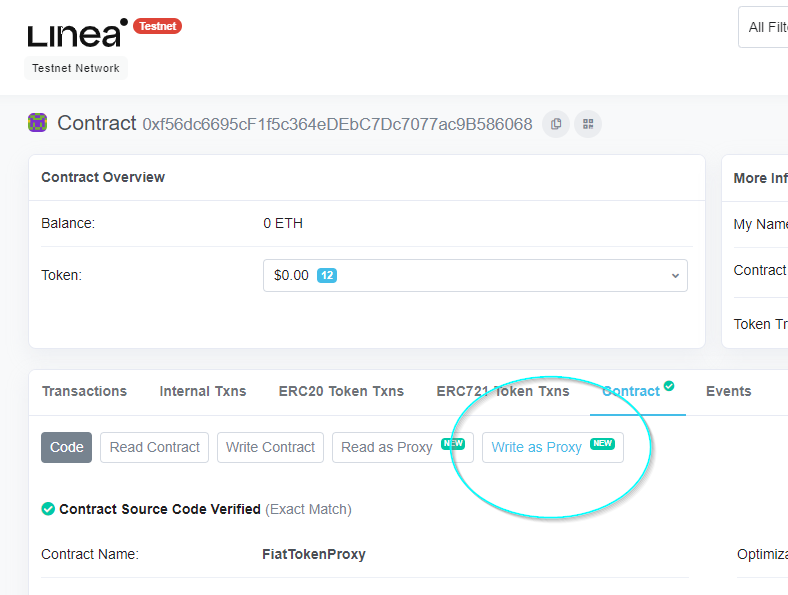 Linea Testnet
All Filt
Testnet Network
Contract 0xf56dc6695cF1f5c364eDEbC7Dc7077ac9B586068
Contract Overview
More Inf
Balance: 0 ETH
My Name
Token: $0.00 12
Contract
Token Tr
Transactions Internal Txns ERC20 Token Txns ERC721 Token Txns Contract Events
Code Read Contract Write Contract Read as Proxy NEW Write as Proxy NEW
Contract Source Code Verified (Exact Match)
Contract Name: FiatTokenProxy
Optimiza